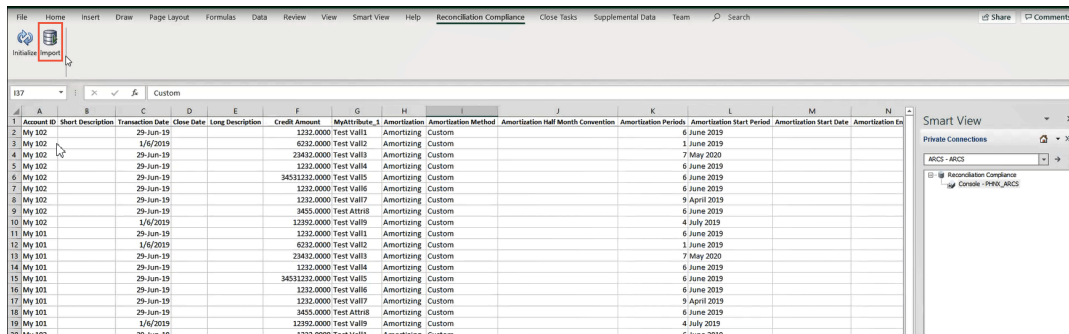 File Home Insert Draw Page Layout Formulas Data Review View Smart View Help Reconciliation Compliance Close Tasks Supplemental Data Team Search Share Comments
Initialize Import
I37 fx Custom
A B C D E F G H I J K L M N
1 Account ID Short Description Transaction Date Close Date Long Description Credit Amount MyAttribute_1 Amortization Amortization Method Amortization Half Month Convention Amortization Periods Amortization Start Period Amortization Start Date Amortization En
2 My 102 29-Jun-19 1232.0000 Test Vall1 Amortizing Custom 6 June 2019
3 My 102 1/6/2019 6232.0000 Test Vall2 Amortizing Custom 1 June 2019
4 My 102 29-Jun-19 23432.0000 Test Vall3 Amortizing Custom 7 May 2020
5 My 102 29-Jun-19 1232.0000 Test Vall4 Amortizing Custom 6 June 2019
6 My 102 29-Jun-19 34531232.0000 Test Vall5 Amortizing Custom 6 June 2019
7 My 102 29-Jun-19 1232.0000 Test Vall6 Amortizing Custom 6 June 2019
8 My 102 29-Jun-19 1232.0000 Test Vall7 Amortizing Custom 9 April 2019
9 My 102 29-Jun-19 3455.0000 Test Attri8 Amortizing Custom 6 June 2019
10 My 102 1/6/2019 12392.0000 Test Vall9 Amortizing Custom 4 July 2019
11 My 101 29-Jun-19 1232.0000 Test Vall1 Amortizing Custom 6 June 2019
12 My 101 1/6/2019 6232.0000 Test Vall2 Amortizing Custom 1 June 2019
13 My 101 29-Jun-19 23432.0000 Test Vall3 Amortizing Custom 7 May 2020
14 My 101 29-Jun-19 1232.0000 Test Vall4 Amortizing Custom 6 June 2019
15 My 101 29-Jun-19 34531232.0000 Test Vall5 Amortizing Custom 6 June 2019
16 My 101 29-Jun-19 1232.0000 Test Vall6 Amortizing Custom 6 June 2019
17 My 101 29-Jun-19 1232.0000 Test Vall7 Amortizing Custom 9 April 2019
18 My 101 29-Jun-19 3455.0000 Test Attri8 Amortizing Custom 6 June 2019
19 My 101 1/6/2019 12392.0000 Test Vall9 Amortizing Custom 4 July 2019
Smart View
Private Connections
ARCS - ARCS
Reconciliation Compliance
Console - PHNX_ARCS